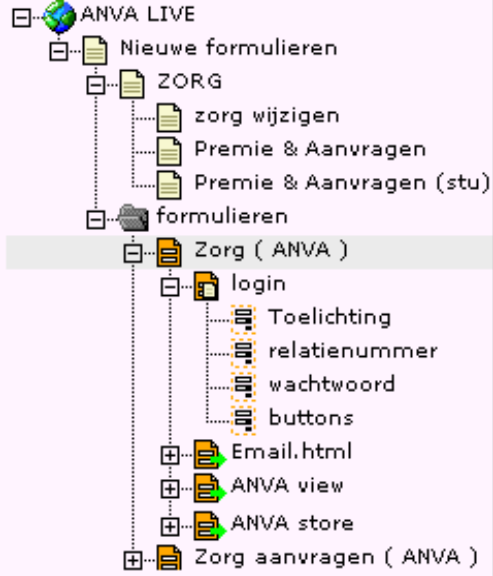 ANVA LIVE
Nieuwe formulieren
ZORG
zorg wijzigen
Premie & Aanvragen
Premie & Aanvragen (stu)
formulieren
Zorg ( ANVA )
login
Toelichting
relatienummer
wachtwoord
buttons
Email.html
ANVA view
ANVA store
Zorg aanvragen ( ANVA )